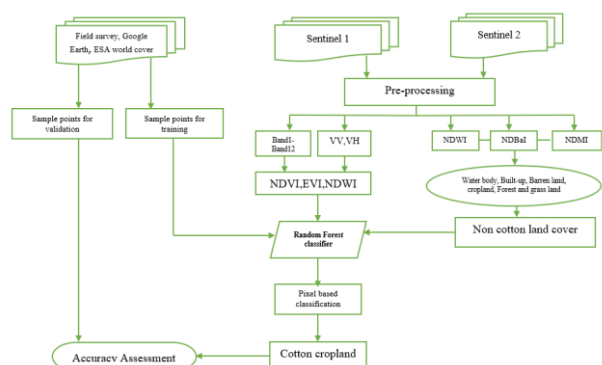 Field survey, Google
Earth, ESA world cover
Sentinel 1
Sentinel 2
Pre-processing
Sample points for
validation
Sample points for
training
Band1-
Band12
VV,VH
NDWI
NDBaI
NDMI
NDVI,EVI,NDWI
Water body, Built-up, Barren land,
cropland, Forest and grass land
Random Forest
classifier
Non cotton land cover
Pixel based
classification
Accuracy Assessment
Cotton cropland